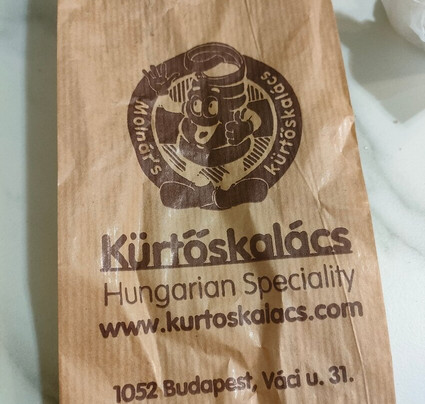 Molnár's kürtőskalács
Kürtőskalács
Hungarian Speciality
www.kurtoskalacs.com
1052 Budapest, Váci u. 31.